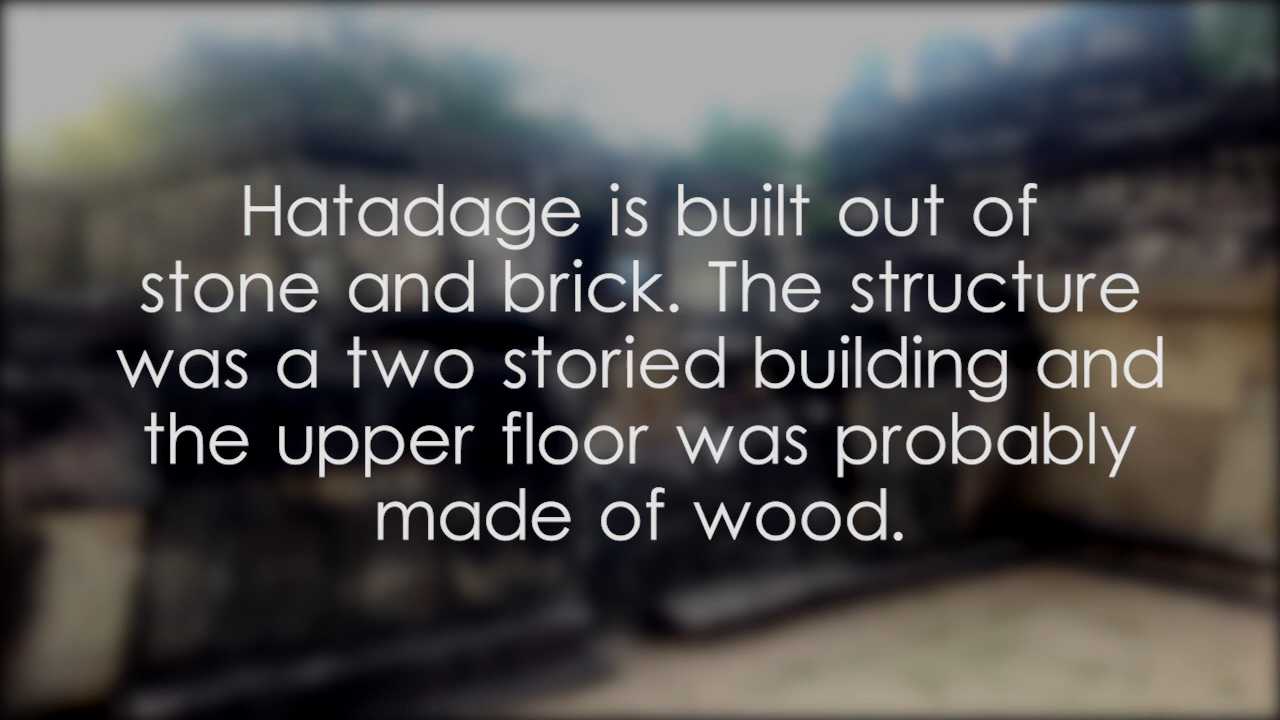 Hatadage is built out of
stone and brick. The structure
was a two storied building and
the upper floor was probably
made of wood.